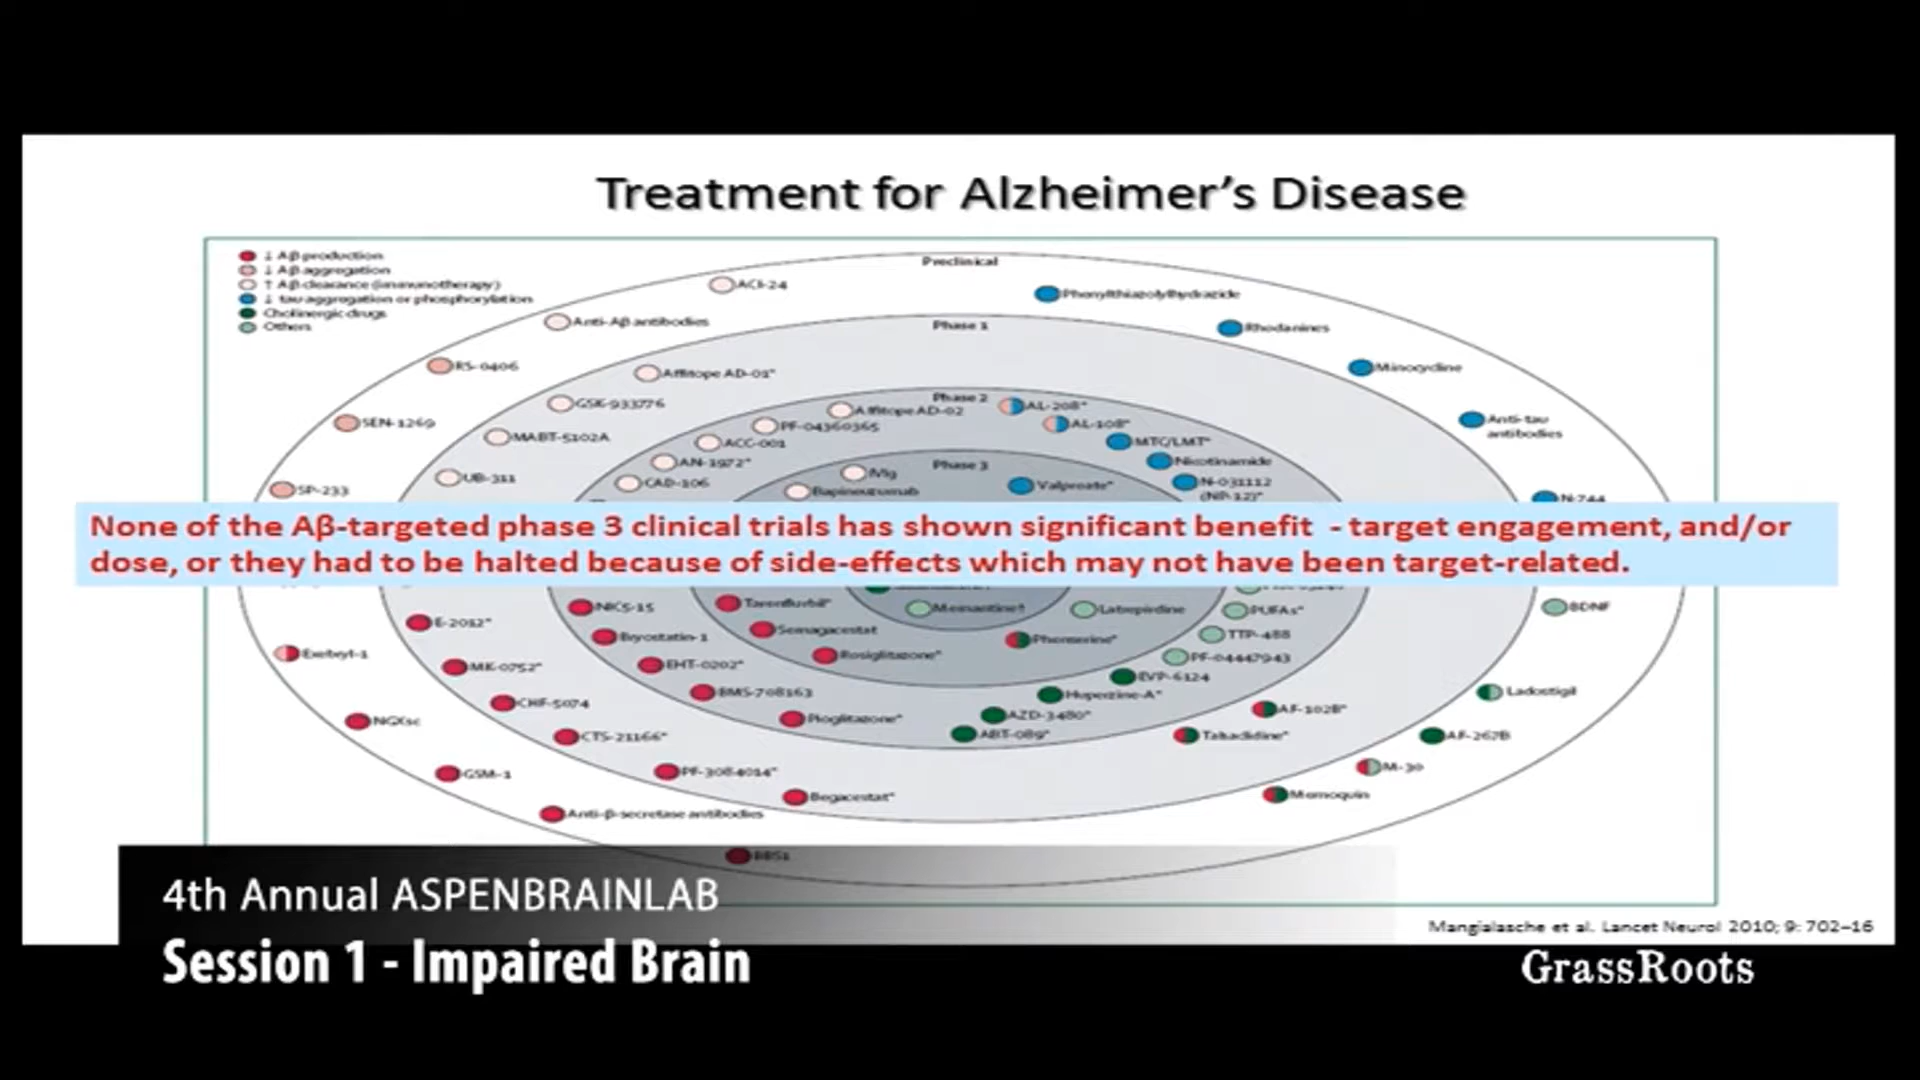 Treatment for Alzheimer's Disease
↓ Aβ production
↓ Aβ aggregation
↑ Aβ clearance (immunotherapy)
↓ tau aggregation or phosphorylation
Cholinergic drugs
Others
Preclinical
ACI-24
Phenylthiazolylhydrazide
Anti-Aβ antibodies
Phase 1
Rhodanines
RS-0406
Affitope AD-01*
Minocycline
GSK-933776
Phase 2
Affitope AD-02
AL-208*
SEN-1269
PF-04360365
AL-108*
Anti-tau
antibodies
MABT-5102A
ACC-001
MTC/LMT*
AN-1972*
Phase 3
Nicotinamide
UB-311
CAD-106
IVIg
Valproate*
N-031112
(NP-12)*
SP-233
Bapineuzumab
N-744
None of the Aβ-targeted phase 3 clinical trials has shown significant benefit - target engagement, and/or
dose, or they had to be halted because of side-effects which may not have been target-related.
NIC5-15
Tarenflurbil*
Memantine†
Latrepirdine
PUFAs*
BDNF
E-2012*
Bryostatin-1
Semagacestat
Phenserine*
TTP-488
Exebryl-1
MK-0752*
EHT-0202*
Rosiglitazone*
PF-04447943
EVP-6124
CHF-5074
BMS-708163
Huperzine-A*
Ladostigil
NGXsc
Pioglitazone*
AZD-3480*
AF-102B*
CTS-21166*
ABT-089*
Talsaclidine*
AF-267B
GSM-1
PF-3084014*
M-30
Begacestat*
Memoquin
Anti-β-secretase antibodies
BBS1
4th Annual ASPENBRAINLAB
Session 1 - Impaired Brain
Mangialasche et al. Lancet Neurol 2010; 9: 702–16
GrassRoots